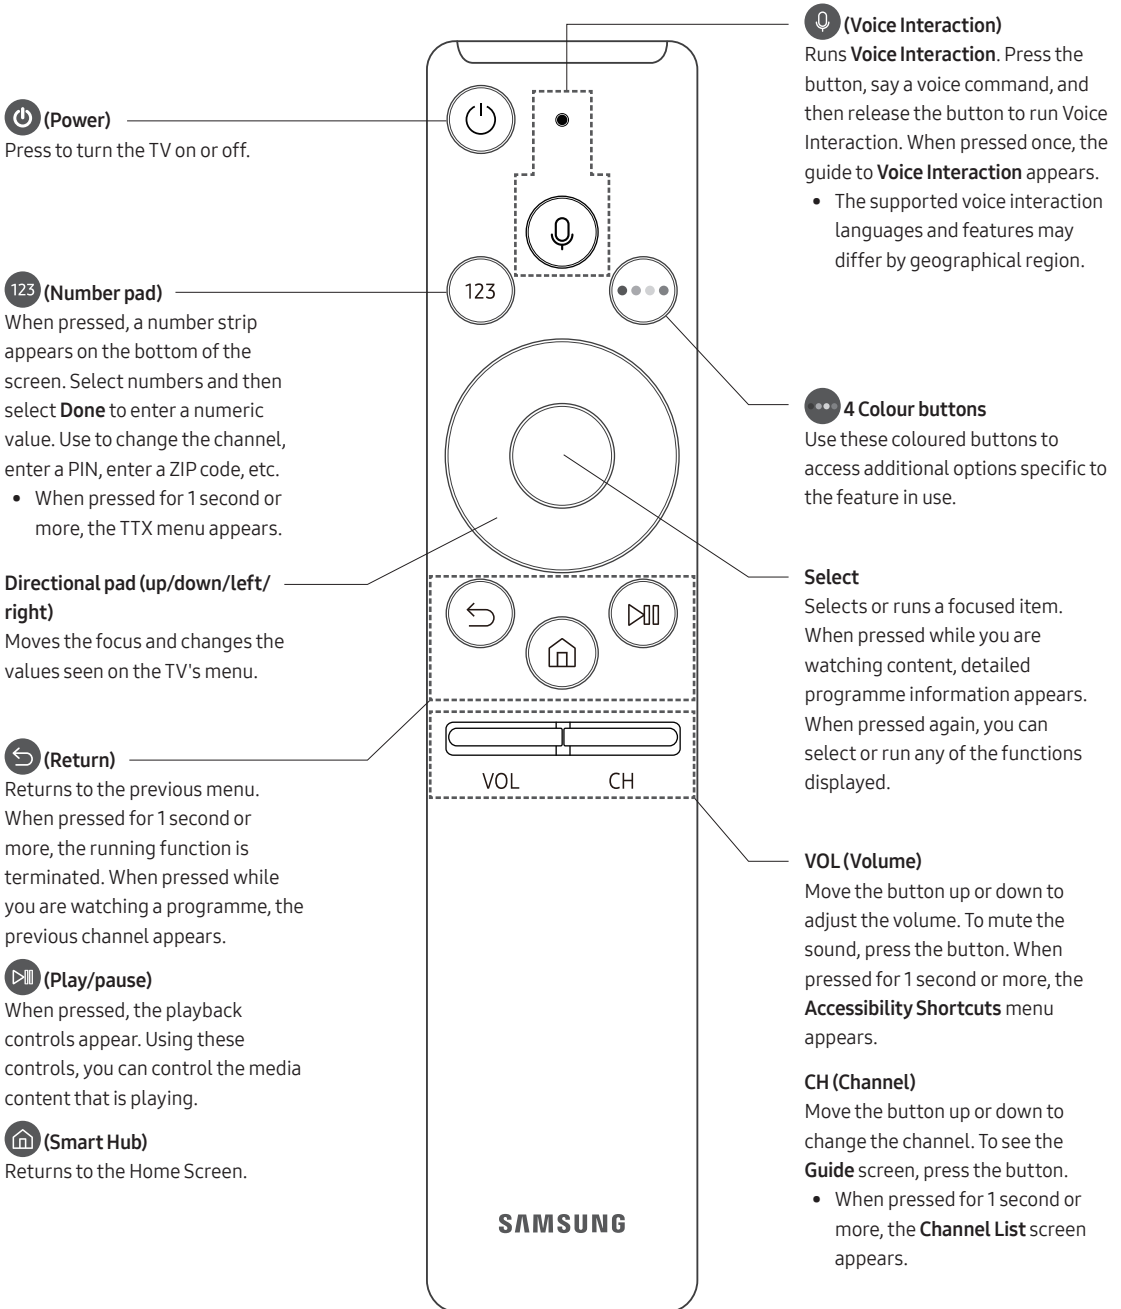 (Power)
Press to turn the TV on or off.
123 (Number pad)
When pressed, a number strip
appears on the bottom of the
screen. Select numbers and then
select Done to enter a numeric
value. Use to change the channel,
enter a PIN, enter a ZIP code, etc.
• When pressed for 1 second or
more, the TTX menu appears.
Directional pad (up/down/left/
right)
Moves the focus and changes the
values seen on the TV's menu.
(Return)
Returns to the previous menu.
When pressed for 1 second or
more, the running function is
terminated. When pressed while
you are watching a programme, the
previous channel appears.
(Play/pause)
When pressed, the playback
controls appear. Using these
controls, you can control the media
content that is playing.
(Smart Hub)
Returns to the Home Screen.
123
VOL CH
SAMSUNG
(Voice Interaction)
Runs Voice Interaction. Press the
button, say a voice command, and
then release the button to run Voice
Interaction. When pressed once, the
guide to Voice Interaction appears.
• The supported voice interaction
languages and features may
differ by geographical region.
4 Colour buttons
Use these coloured buttons to
access additional options specific to
the feature in use.
Select
Selects or runs a focused item.
When pressed while you are
watching content, detailed
programme information appears.
When pressed again, you can
select or run any of the functions
displayed.
VOL (Volume)
Move the button up or down to
adjust the volume. To mute the
sound, press the button. When
pressed for 1 second or more, the
Accessibility Shortcuts menu
appears.
CH (Channel)
Move the button up or down to
change the channel. To see the
Guide screen, press the button.
• When pressed for 1 second or
more, the Channel List screen
appears.